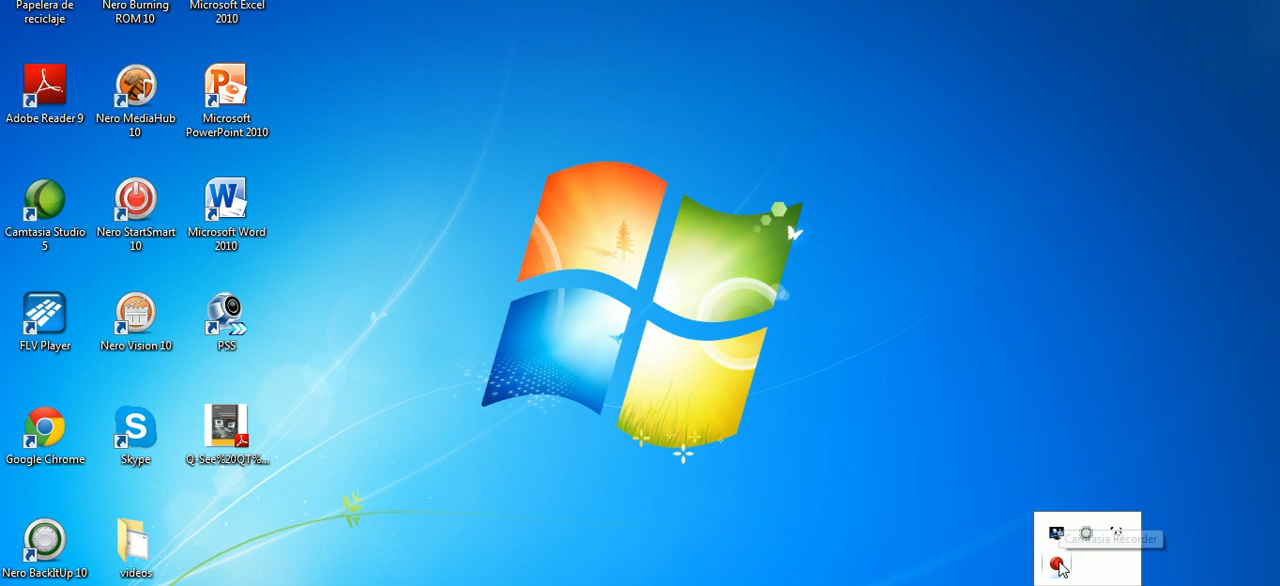 Papelera de
reciclaje
Nero Burning
ROM 10
Microsoft Excel
2010
Adobe Reader 9
Nero MediaHub
10
Microsoft
PowerPoint 2010
Camtasia Studio
5
Nero StartSmart
10
Microsoft Word
2010
FLV Player
Nero Vision 10
PSS
Google Chrome
Skype
Q-See%20QT%...
Nero BackItUp 10
videos
Camtasia Recorder